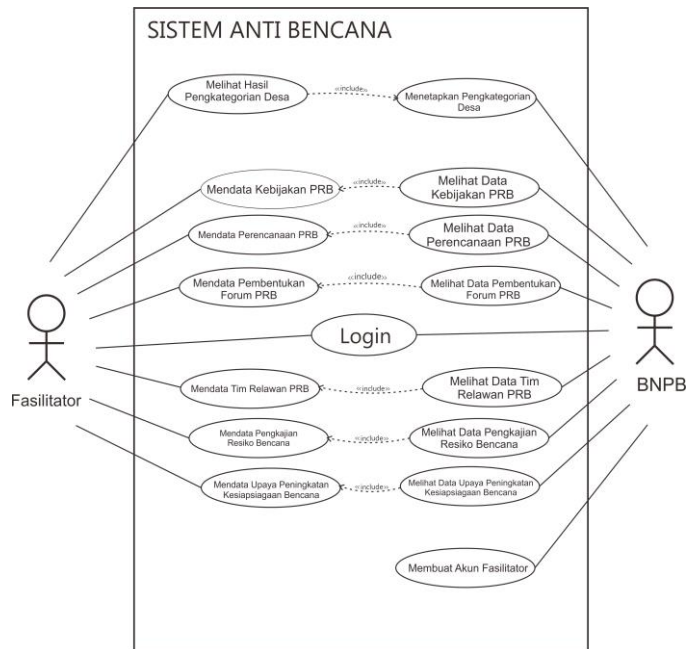 SISTEM ANTI BENCANA
Melihat Hasil
Pengkategorian Desa
«include»
Menetapkan Pengkategorian
Desa
Mendata Kebijakan PRB
«include»
Melihat Data
Kebijakan PRB
Mendata Perencanaan PRB
«include»
Melihat Data
Perencanaan PRB
Mendata Pembentukan
Forum PRB
«include»
Melihat Data Pembentukan
Forum PRB
Login
Fasilitator
BNPB
Mendata Tim Relawan PRB
«include»
Melihat Data Tim
Relawan PRB
Mendata Pengkajian
Resiko Bencana
«include»
Melihat Data Pengkajian
Resiko Bencana
Mendata Upaya Peningkatan
Kesiapsiagaan Bencana
«include»
Melihat Data Upaya Peningkatan
Kesiapsiagaan Bencana
Membuat Akun Fasilitator